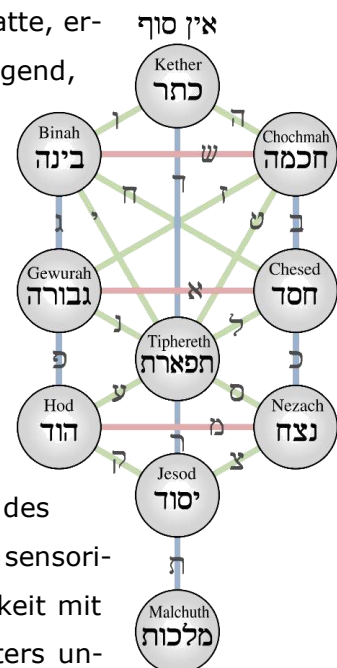 atte, er- אין סוף
Kether
כתר
gend,
ו ה
Binah Chochmah
בינה ש חכמה
ד
ח ז
ג י ט ב
Gewurah Chesed
גבורה א חסד
נ ל
Tiphereth
תפארת
פ כ
ע ס
Hod Nezach
הוד מ נצח
ר
ק צ
Jesod
יסוד
des
sensori-
ת
keit mit
Malchuth
מלכות
ters un-